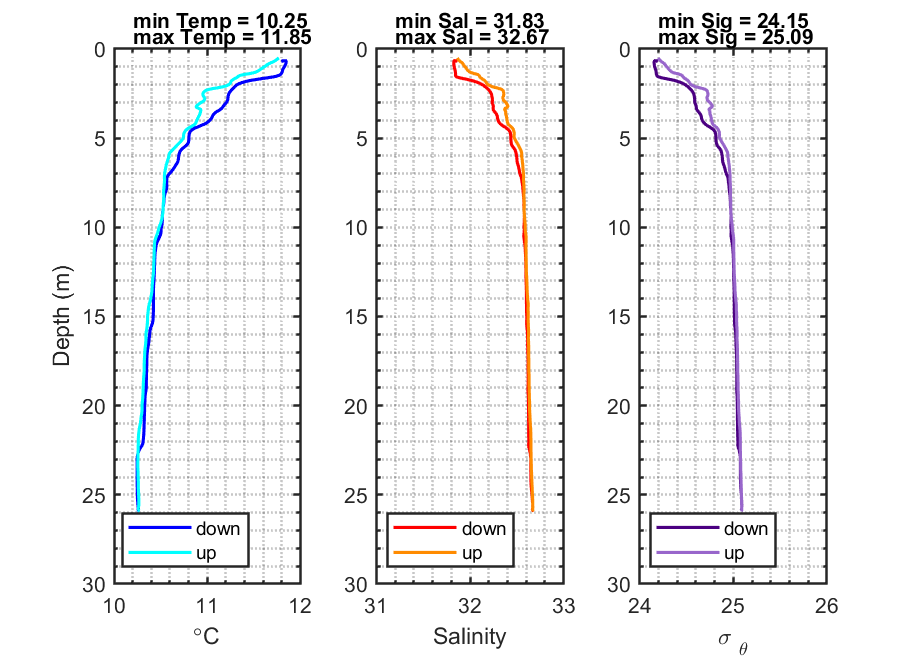 min Temp = 10.25
max Temp = 11.85
min Sal = 31.83
max Sal = 32.67
min Sig = 24.15
max Sig = 25.09
0
5
10
15
20
25
30
Depth (m)
down
up
10
11
12
°C
0
5
10
15
20
25
30
down
up
31
32
33
Salinity
0
5
10
15
20
25
30
down
up
24
25
26
σ θ